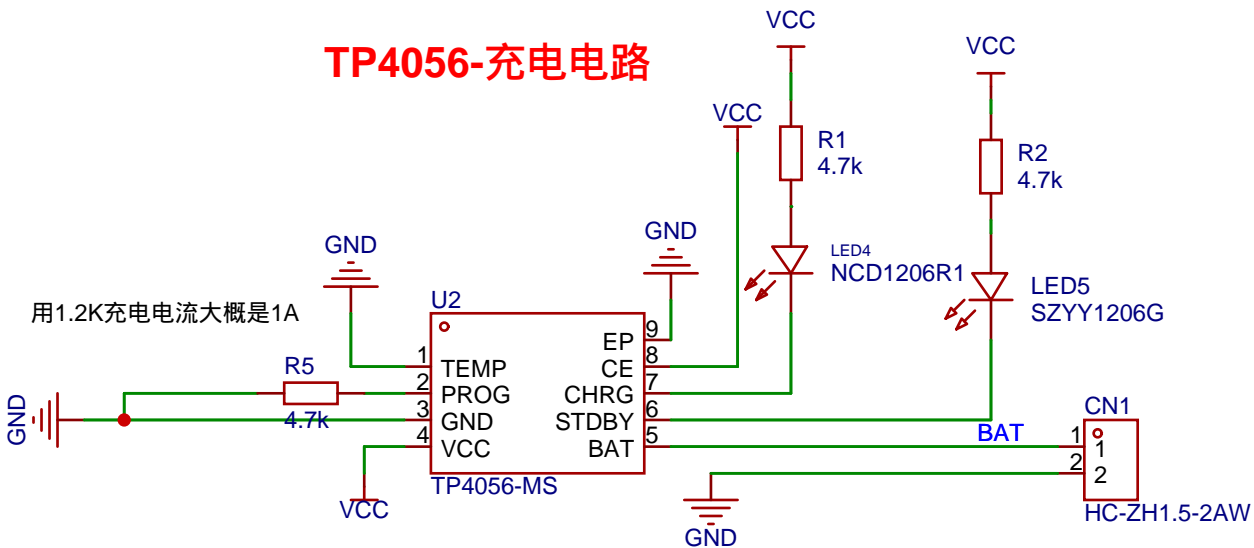 TP4056-充电电路
VCC
VCC
VCC
R1
4.7k
R2
4.7k
GND
GND
LED4
NCD1206R1
LED5
SZYY1206G
用1.2K充电电流大概是1A
U2
R5
4.7k
GND
1 TEMP
2 PROG
3 GND
4 VCC
EP 9
CE 8
CHRG 7
STDBY 6
BAT 5
VCC
TP4056-MS
BAT
CN1
1 1
2 2
HC-ZH1.5-2AW
GND